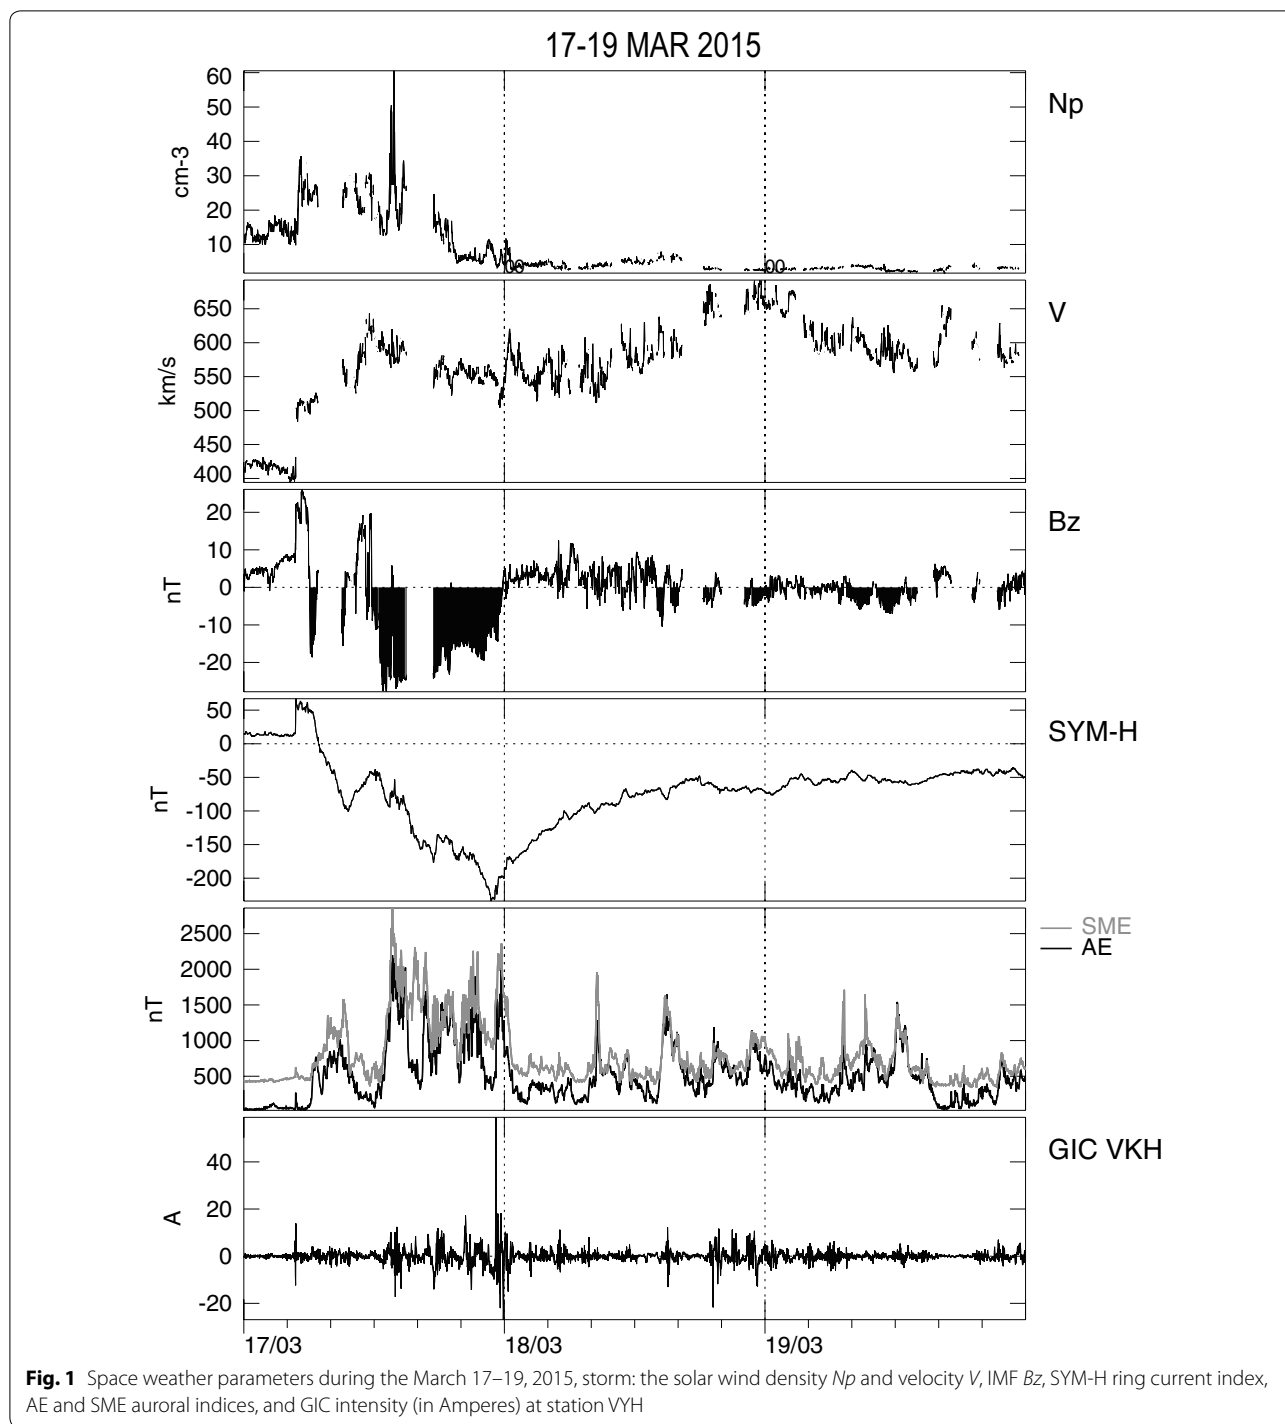 17-19 MAR 2015
60
50
40
30
20
10
cm-3
Np
00
00
650
600
550
500
450
400
km/s
V
20
10
0
-10
-20
nT
Bz
50
0
-50
-100
-150
-200
nT
SYM-H
2500
2000
1500
1000
500
nT
SME
AE
40
20
0
-20
A
GIC VKH
17/03 18/03 19/03
Fig. 1 Space weather parameters during the March 17–19, 2015, storm: the solar wind density Np and velocity V, IMF Bz, SYM-H ring current index,
AE and SME auroral indices, and GIC intensity (in Amperes) at station VYH